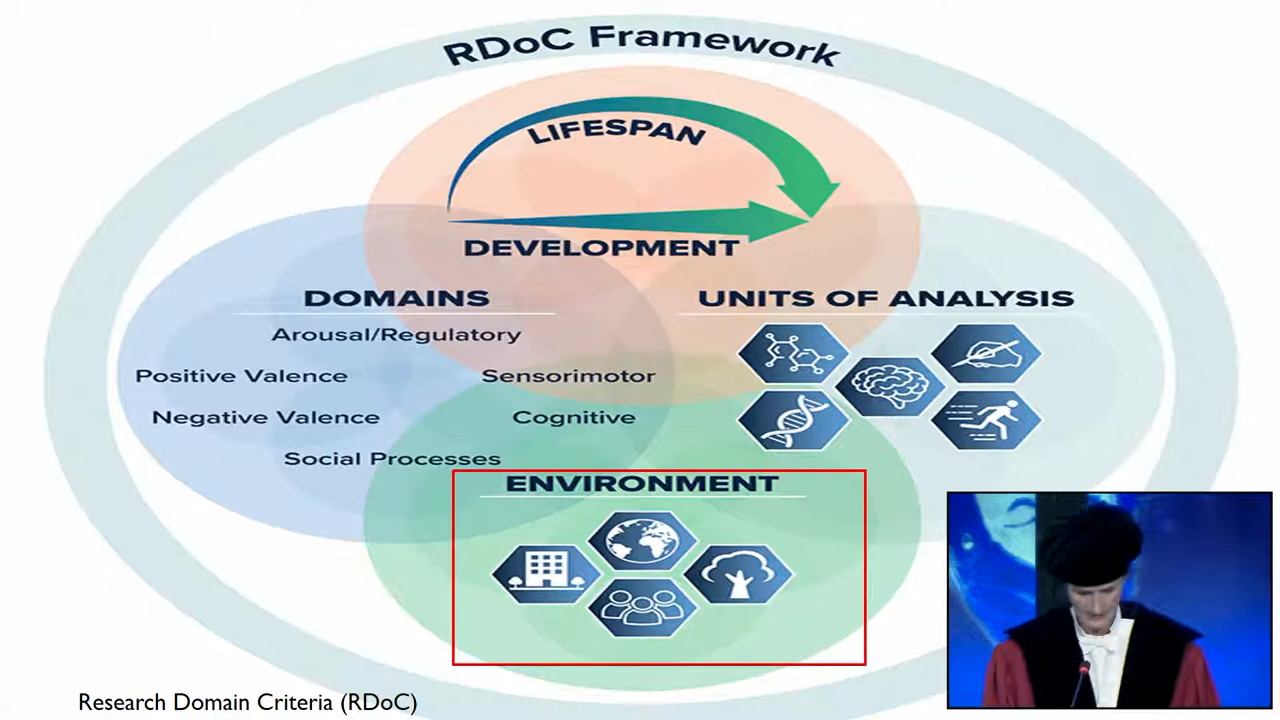 RDoC Framework
LIFESPAN
DEVELOPMENT
DOMAINS
Arousal/Regulatory
Positive Valence
Sensorimotor
Negative Valence
Cognitive
Social Processes
UNITS OF ANALYSIS
ENVIRONMENT
Research Domain Criteria (RDoC)